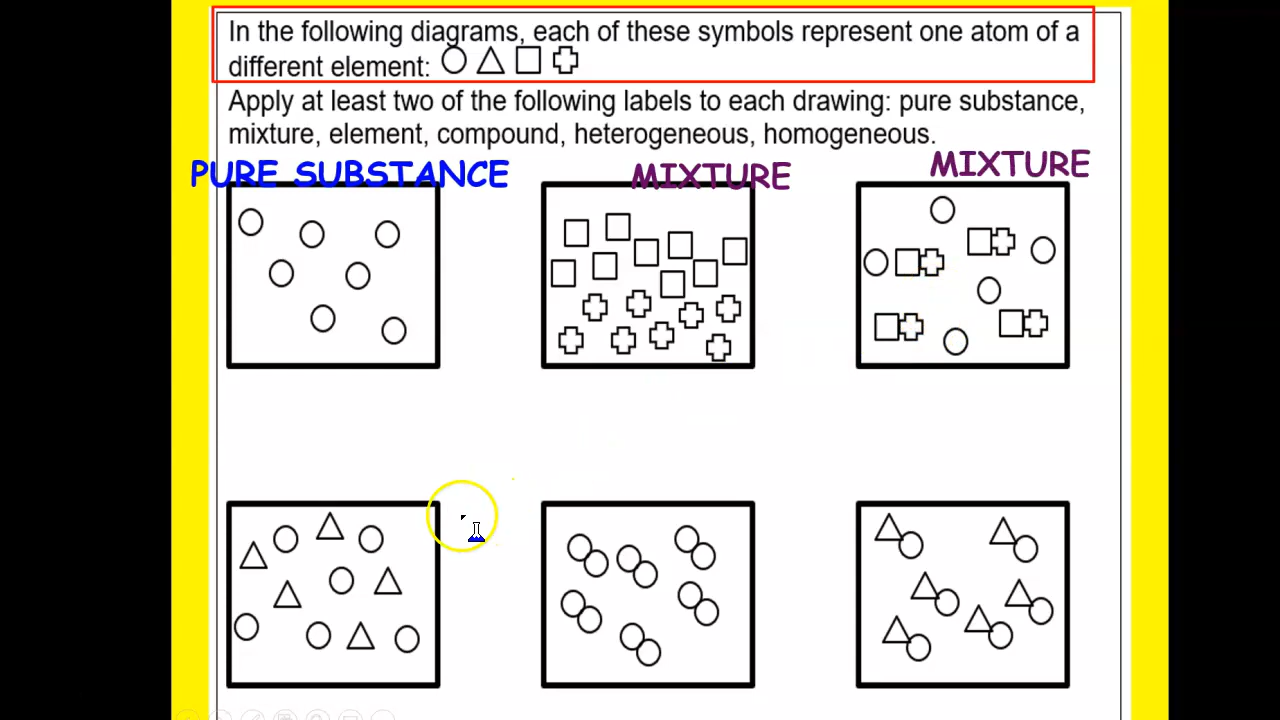 In the following diagrams, each of these symbols represent one atom of a
different element:
Apply at least two of the following labels to each drawing: pure substance,
mixture, element, compound, heterogeneous, homogeneous.
PURE SUBSTANCE
MIXTURE
MIXTURE